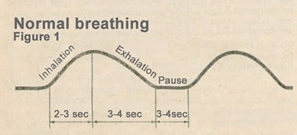 Normal breathing
Figure 1
Inhalation
Exhalation
Pause
2-3 sec
3-4 sec
3-4sec